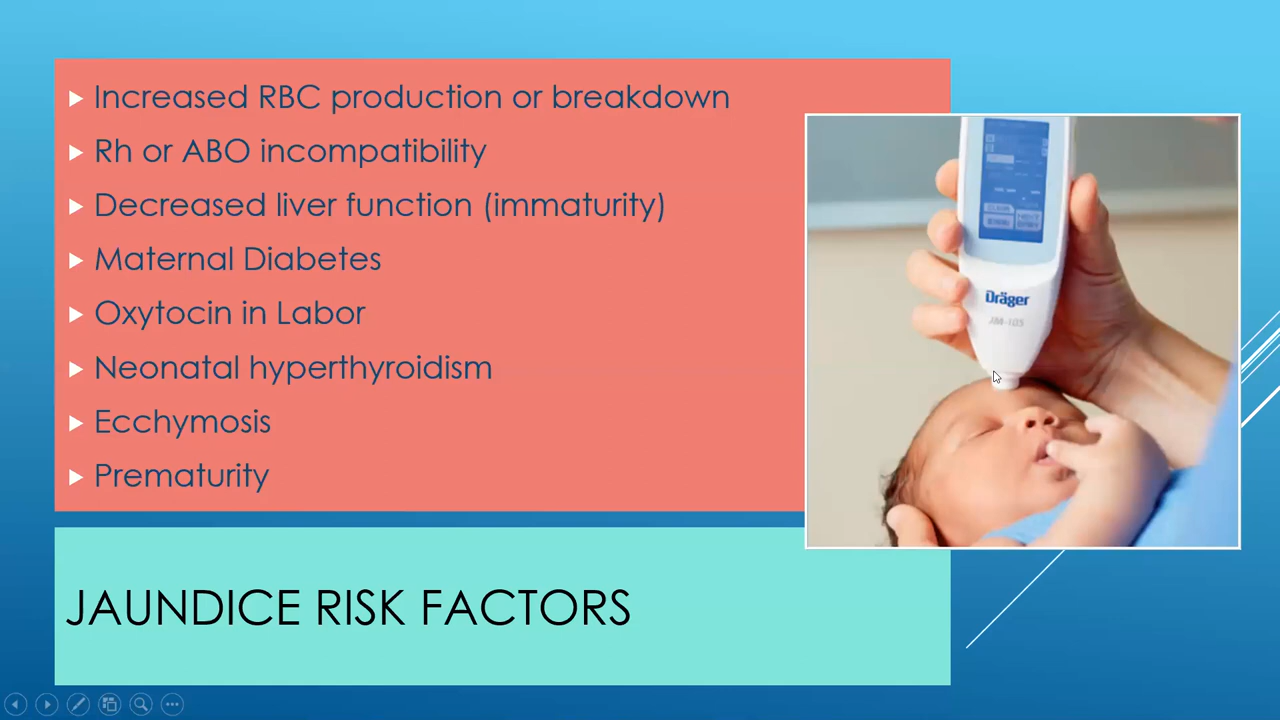 Increased RBC production or breakdown
Rh or ABO incompatibility
Decreased liver function (immaturity)
Maternal Diabetes
Oxytocin in Labor
Neonatal hyperthyroidism
Ecchymosis
Prematurity
Dräger
JM-105
JAUNDICE RISK FACTORS